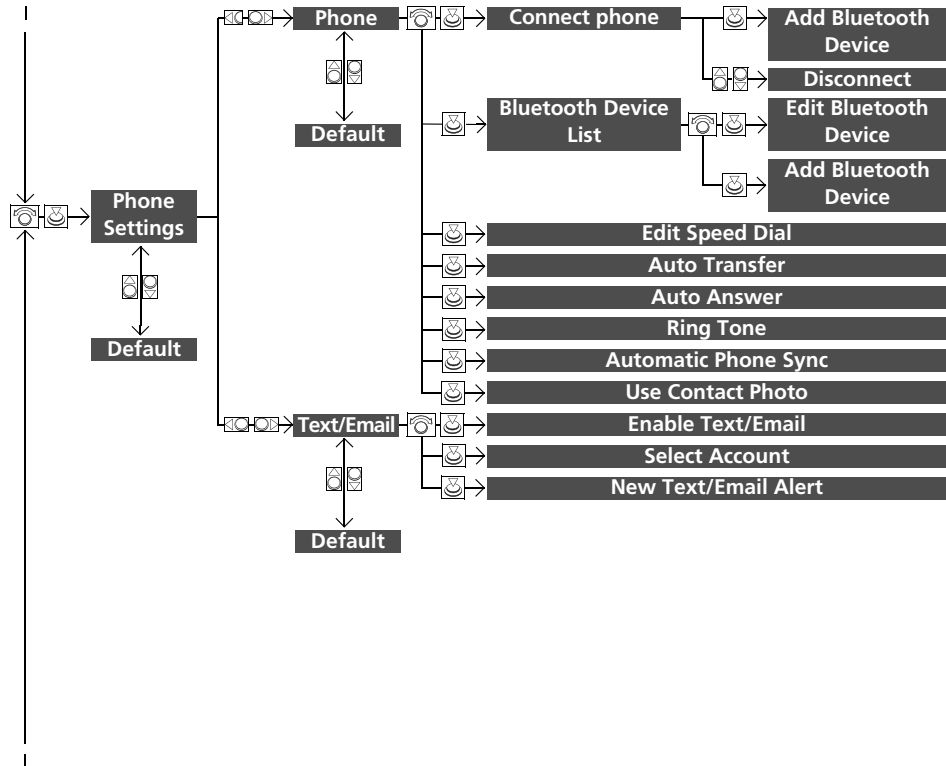 Phone
Connect phone
Add Bluetooth
Device
Disconnect
Default
Bluetooth Device
List
Edit Bluetooth
Device
Add Bluetooth
Device
Phone
Settings
Default
Edit Speed Dial
Auto Transfer
Auto Answer
Ring Tone
Automatic Phone Sync
Use Contact Photo
Text/Email
Enable Text/Email
Select Account
New Text/Email Alert
Default